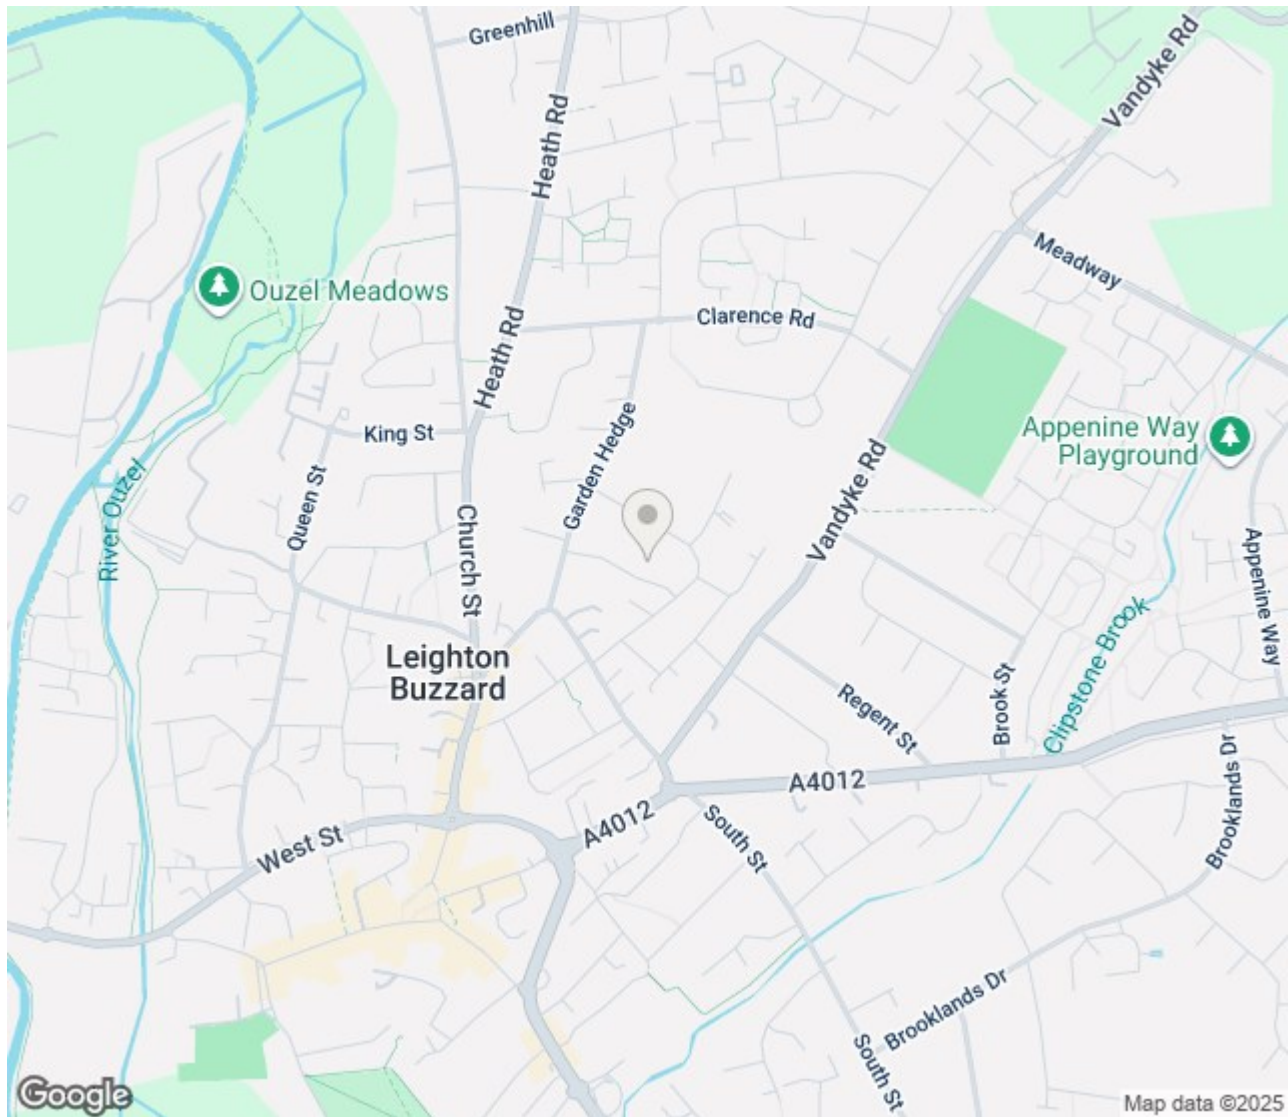 Greenhill
Heath Rd
Vandyke Rd
Meadway
Ouzel Meadows
Clarence Rd
Heath Rd
King St
Garden Hedge
Appenine Way
Playground
Queen St
River Ouzel
Church St
Vandyke Rd
Appenine Way
Leighton
Buzzard
Clipstone Brook
Brook St
Regent St
A4012
A4012
West St
South St
Brooklands Dr
Brooklands Dr
South St
Google
Map data ©2025